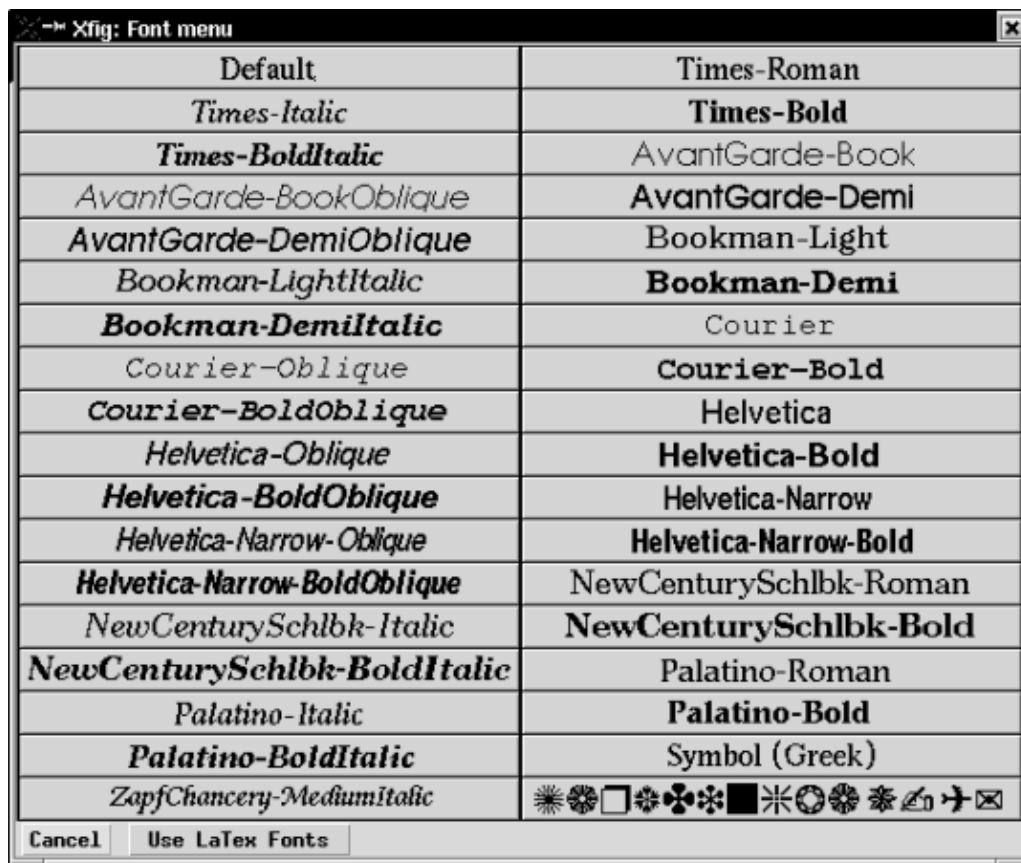 Xfig: Font menu
Default Times-Roman
Times-Italic Times-Bold
Times-BoldItalic AvantGarde-Book
AvantGarde-BookOblique AvantGarde-Demi
AvantGarde-DemiOblique Bookman-Light
Bookman-LightItalic Bookman-Demi
Bookman-DemiItalic Courier
Courier-Oblique Courier-Bold
Courier-BoldOblique Helvetica
Helvetica-Oblique Helvetica-Bold
Helvetica-BoldOblique Helvetica-Narrow
Helvetica-Narrow-Oblique Helvetica-Narrow-Bold
Helvetica-Narrow-BoldOblique NewCenturySchlbk-Roman
NewCenturySchlbk-Italic NewCenturySchlbk-Bold
NewCenturySchlbk-BoldItalic Palatino-Roman
Palatino-Italic Palatino-Bold
Palatino-BoldItalic Symbol (Greek)
ZapfChancery-MediumItalic
Cancel Use LaTex Fonts